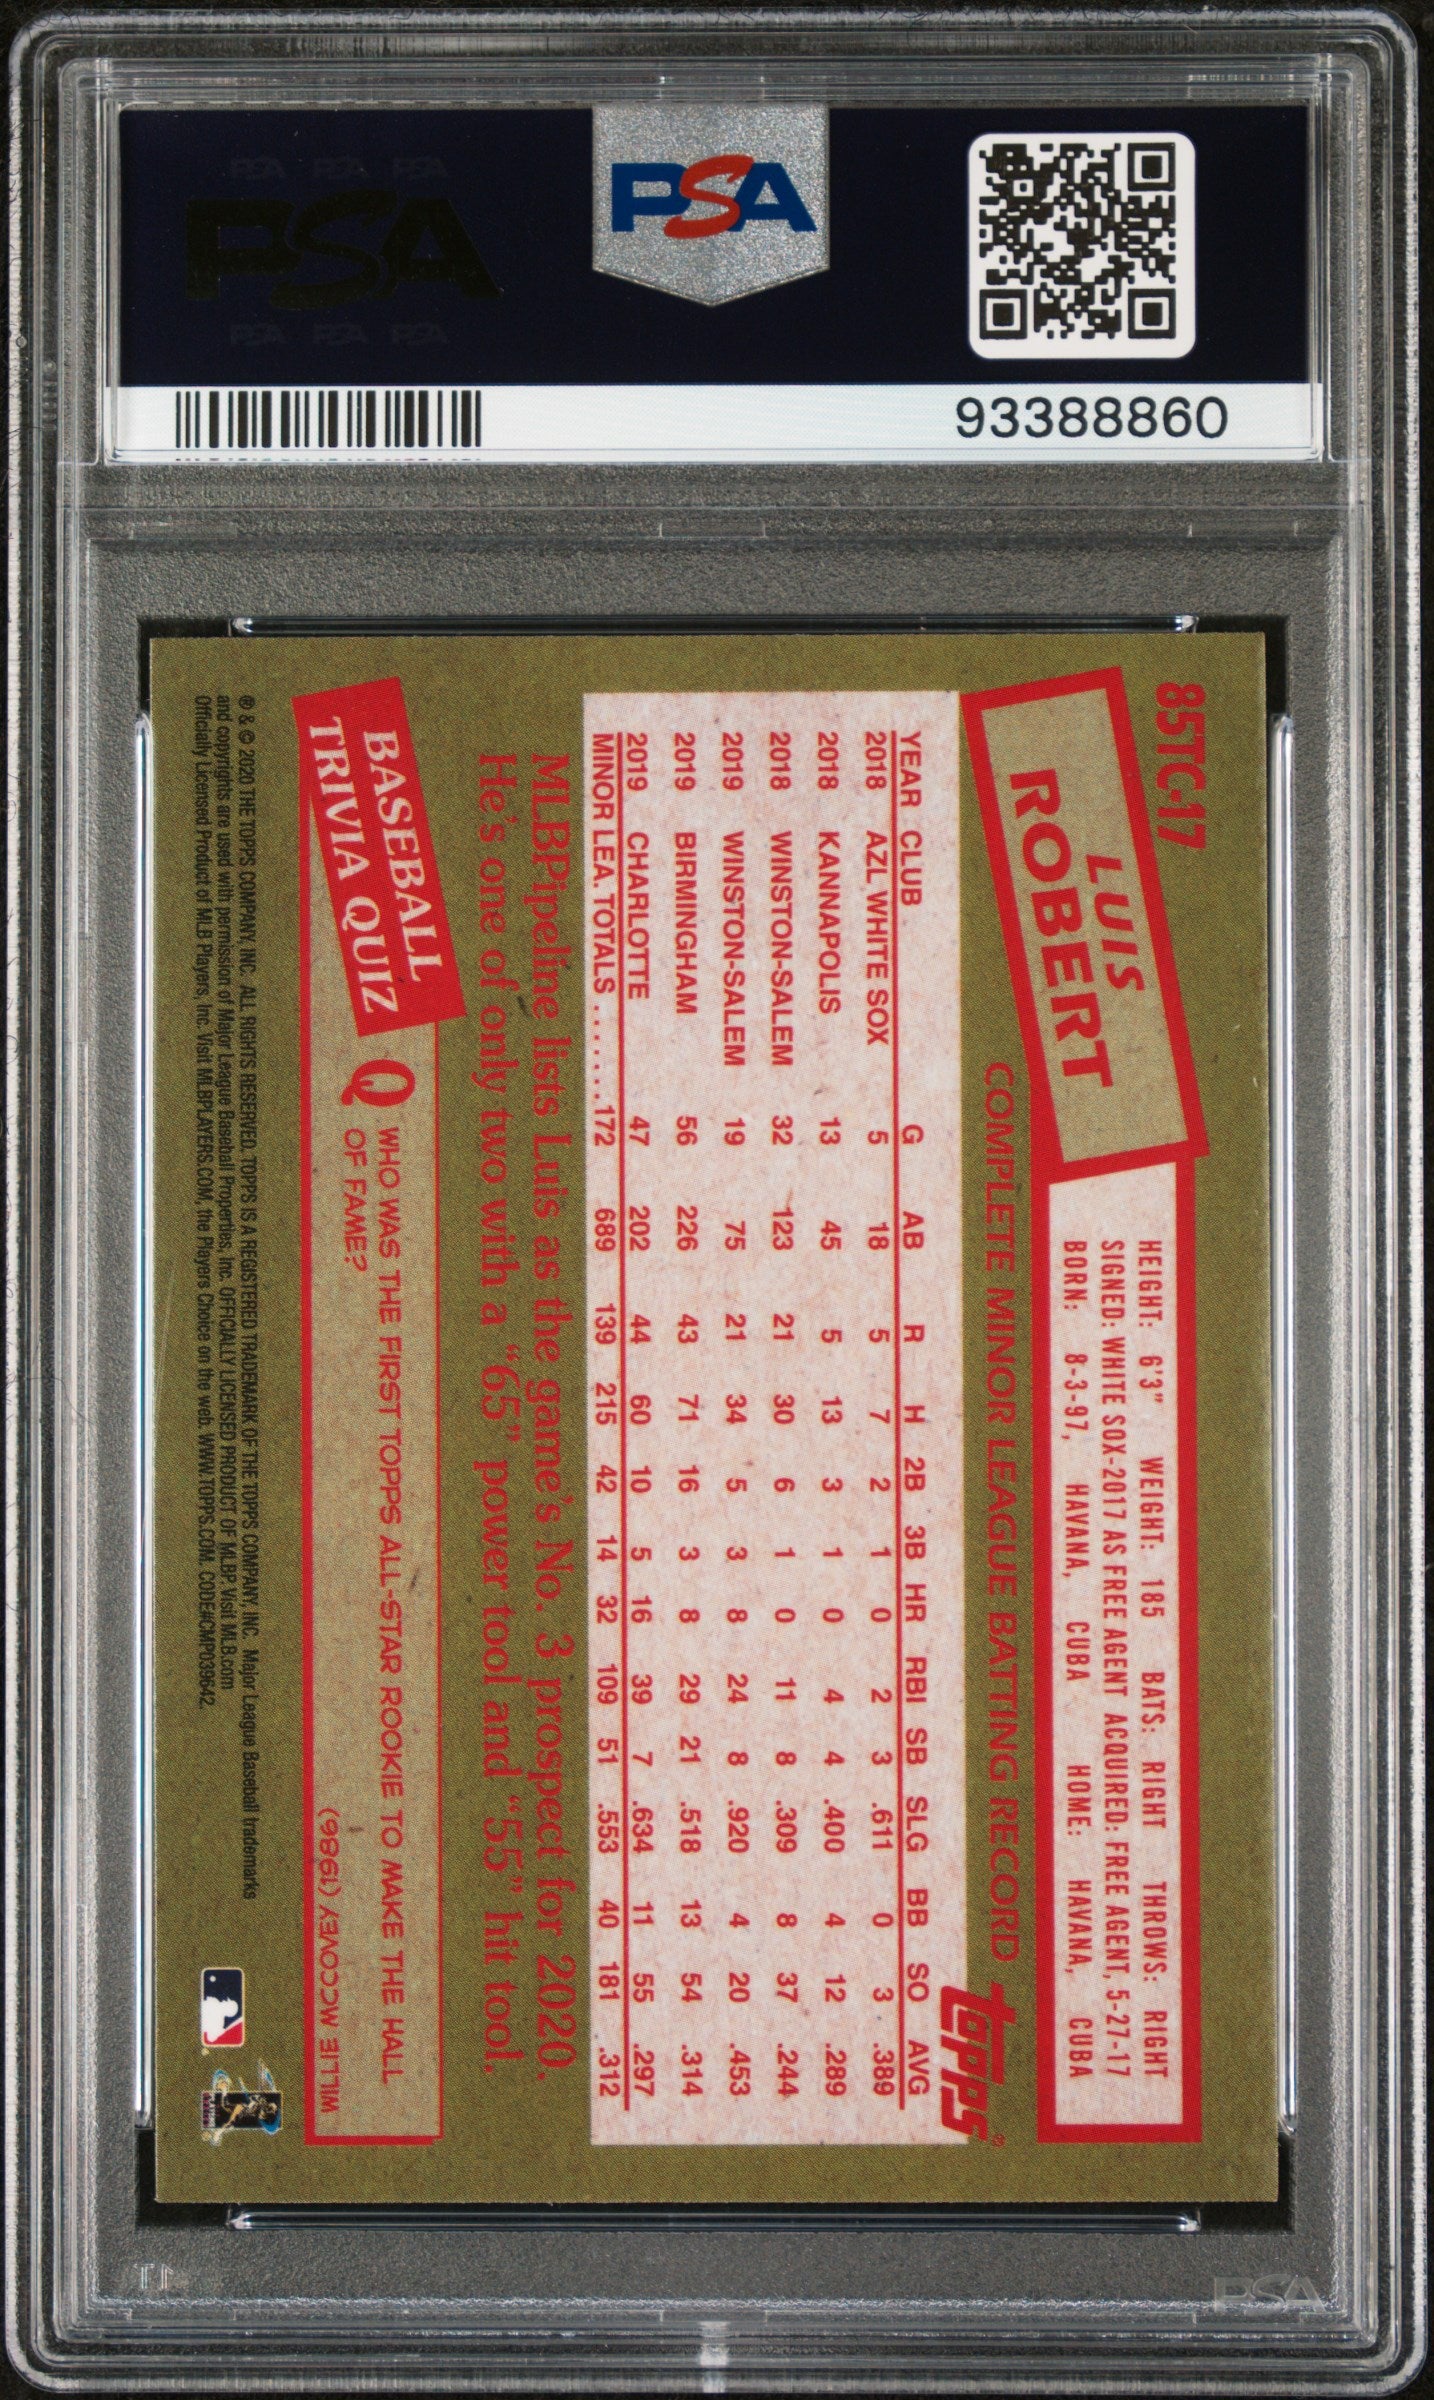 PSA PSA PSA
PSA
PSA PSA PSA
PSA
93388860
85TC-17
LUIS
ROBERT
HEIGHT: 6'3" WEIGHT: 185 BATS: RIGHT THROWS: RIGHT
SIGNED: WHITE SOX-2017 AS FREE AGENT ACQUIRED: FREE AGENT, 5-27-17
BORN: 8-3-97, HAVANA, CUBA HOME: HAVANA, CUBA
COMPLETE MINOR LEAGUE BATTING RECORD
topps®
YEAR CLUB G AB R H 2B 3B HR RBI SB SLG BB SO AVG
2018 AZL WHITE SOX 5 18 5 7 2 1 0 2 3 .611 0 3 .389
2018 KANNAPOLIS 13 45 5 13 3 1 0 4 4 .400 4 12 .289
2018 WINSTON-SALEM 32 123 21 30 6 1 0 11 8 .309 8 37 .244
2019 WINSTON-SALEM 19 75 21 34 5 3 8 24 8 .920 4 20 .453
2019 BIRMINGHAM 56 226 43 71 16 3 8 29 21 .518 13 54 .314
2019 CHARLOTTE 47 202 44 60 10 5 16 39 7 .634 11 55 .297
MINOR LEA. TOTALS .......172 689 139 215 42 14 32 109 51 .553 40 181 .312
MLBPipeline lists Luis as the game's No. 3 prospect for 2020.
He's one of only two with a "65" power tool and "55" hit tool.
BASEBALL
TRIVIA QUIZ
Q WHO WAS THE FIRST TOPPS ALL-STAR ROOKIE TO MAKE THE HALL
OF FAME?
WILLIE MCCOVEY (1986)
® & © 2020 THE TOPPS COMPANY, INC. ALL RIGHTS RESERVED. TOPPS IS A REGISTERED TRADEMARK OF THE TOPPS COMPANY, INC. Major League Baseball trademarks
and copyrights are used with permission of Major League Baseball Properties, Inc. OFFICIALLY LICENSED PRODUCT OF MLBP. Visit MLB.com
Officially Licensed Product of MLB Players, Inc. Visit MLBPLAYERS.COM, the Players Choice on the web. WWW.TOPPS.COM. CODE#CMP039642.
PSA